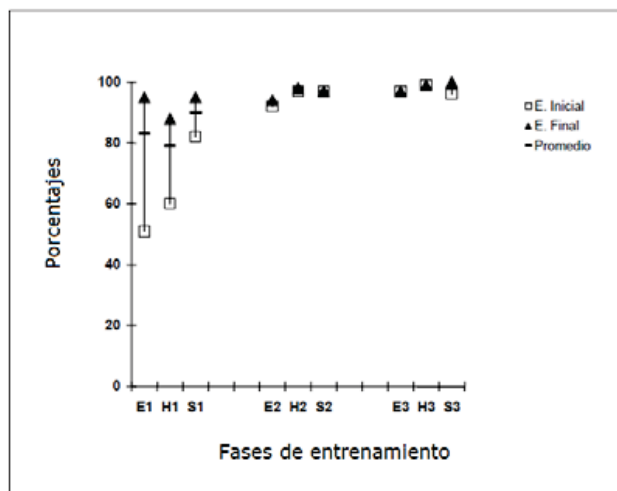 100
80
60
40
20
0
Porcentajes
E1 H1 S1 E2 H2 S2 E3 H3 S3
Fases de entrenamiento
E. Inicial
E. Final
Promedio